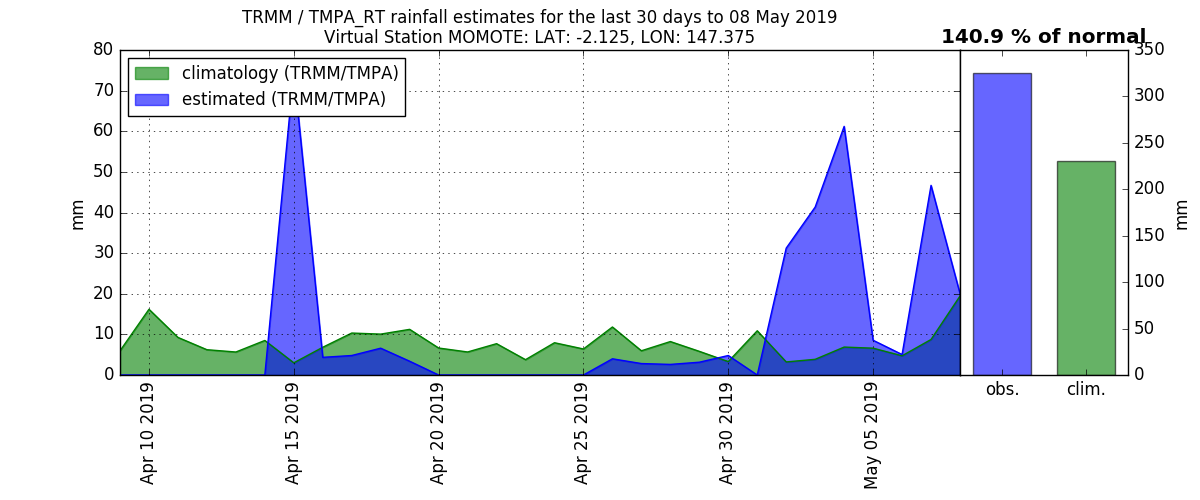 TRMM / TMPA_RT rainfall estimates for the last 30 days to 08 May 2019
Virtual Station MOMOTE: LAT: -2.125, LON: 147.375
140.9 % of normal
climatology (TRMM/TMPA)
estimated (TRMM/TMPA)
80
70
60
50
40
30
20
10
0
mm
Apr 10 2019
Apr 15 2019
Apr 20 2019
Apr 25 2019
Apr 30 2019
May 05 2019
350
300
250
200
150
100
50
0
mm
obs.
clim.